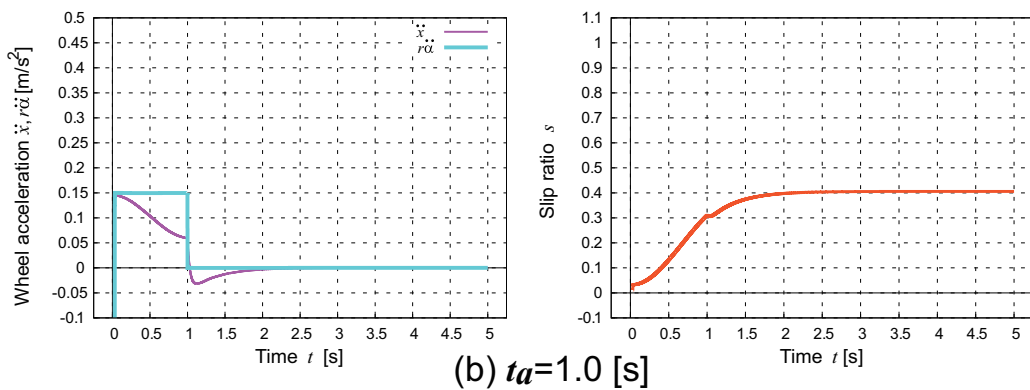 Wheel acceleration ẍ, rα̈ [m/s²]
0.5
0.45
0.4
0.35
0.3
0.25
0.2
0.15
0.1
0.05
0
-0.05
-0.1
ẍ
rα̈
0 0.5 1 1.5 2 2.5 3 3.5 4 4.5 5
Time t [s]
Slip ratio s
1.1
1
0.9
0.8
0.7
0.6
0.5
0.4
0.3
0.2
0.1
0
-0.1
0 0.5 1 1.5 2 2.5 3 3.5 4 4.5 5
Time t [s]
(b) ta=1.0 [s]